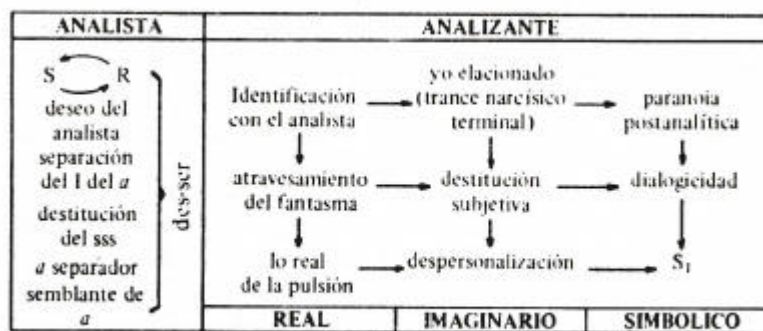 ANALISTA
ANALIZANTE
S R
deseo del
analista
separación
del I del a
destitución
del sss
a separador
semblante de
a
des-ser
Identificación
con el analista
yo elacionado
(trance narcísico
terminal)
paranoia
postanalítica
atravesamiento
del fantasma
destitución
subjetiva
dialogicidad
lo real
de la pulsión
despersonalización
S₁
REAL
IMAGINARIO
SIMBOLICO